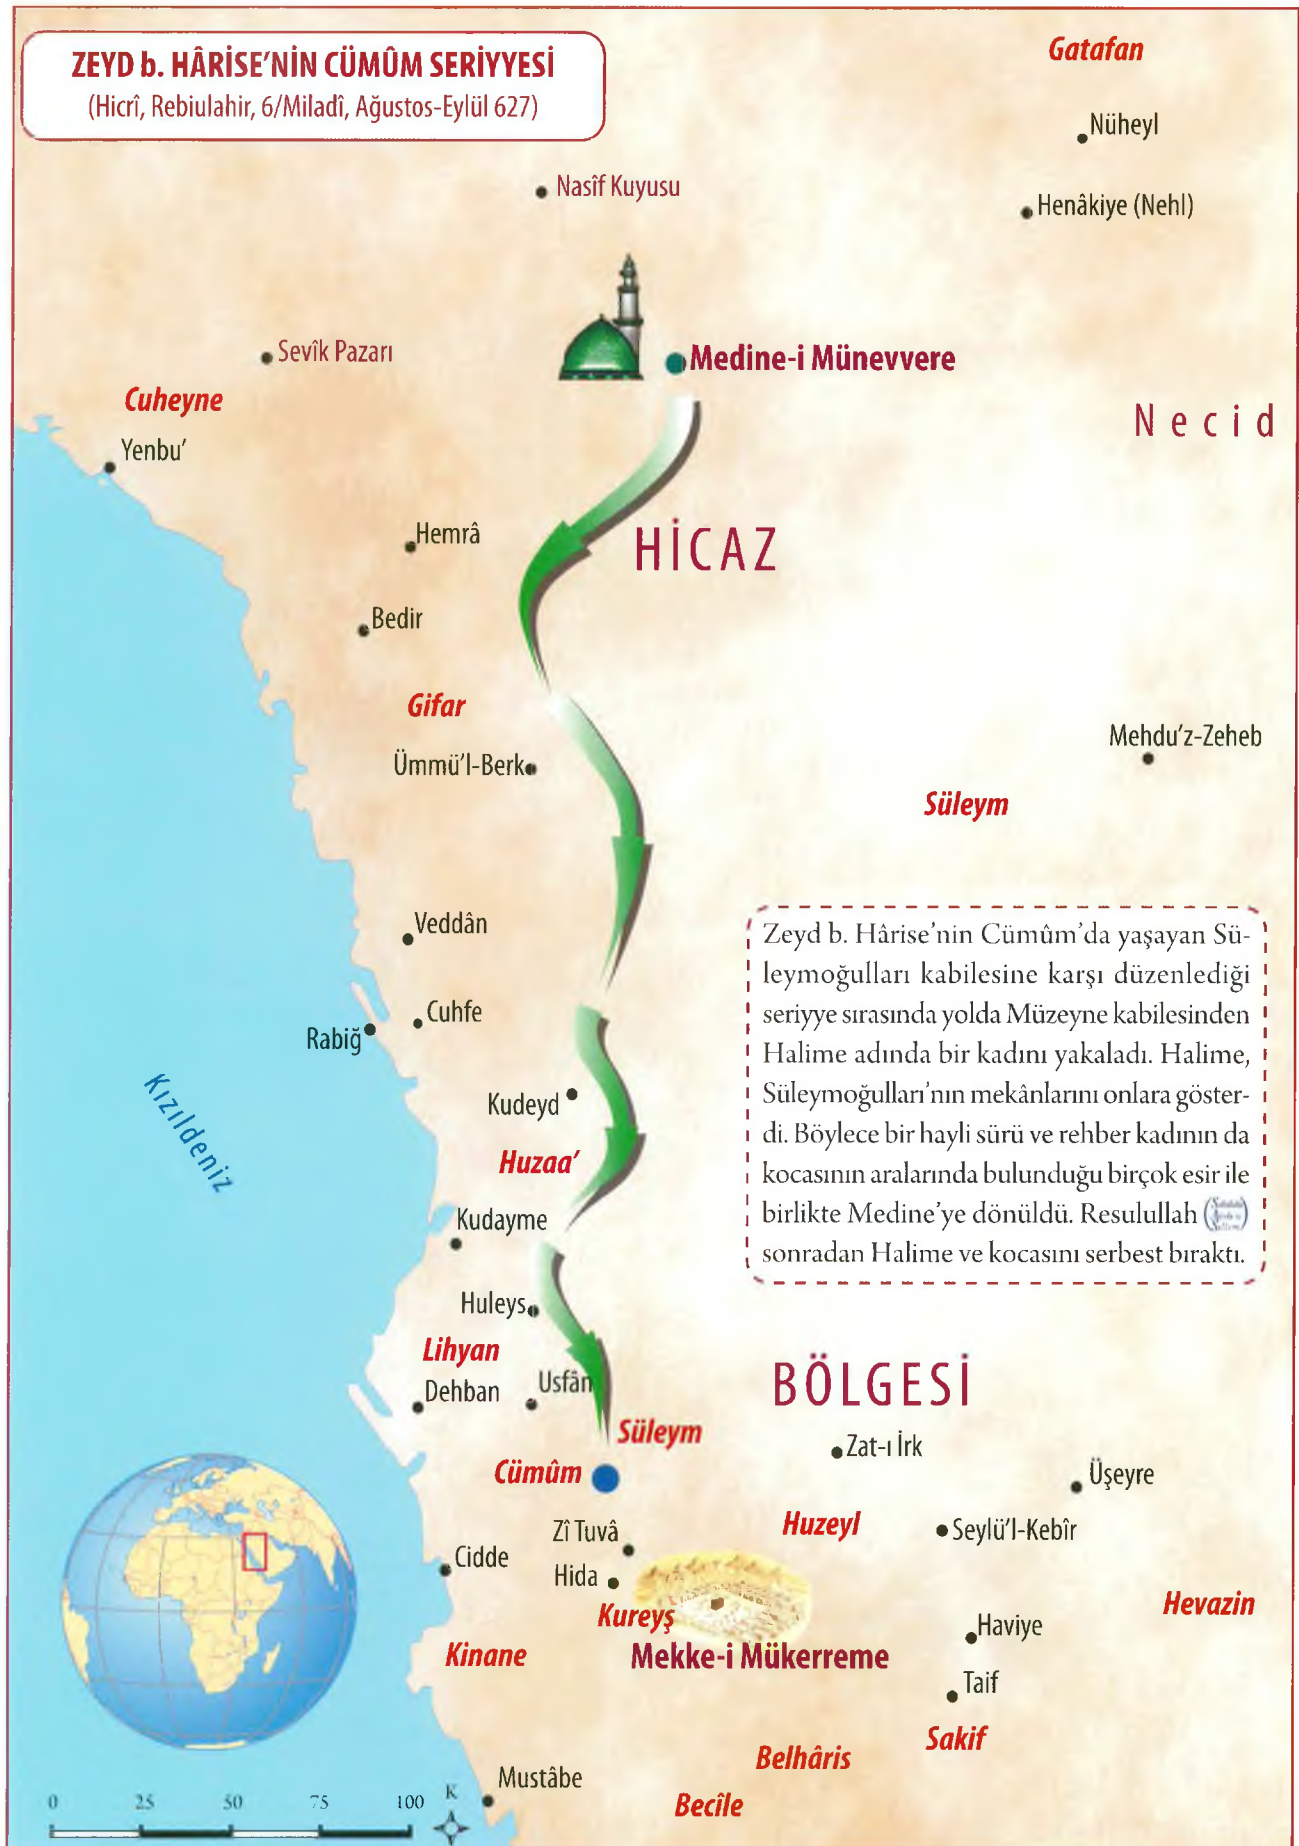 ZEYD b. HÂRİSE'NİN CÜMÛM SERİYYESİ
(Hicrî, Rebiulahir, 6/Miladî, Ağustos-Eylül 627)
Gatafan
Nüheyl
Nasîf Kuyusu
Henâkiye (Nehl)
Sevîk Pazarı
Medine-i Münevvere
Cuheyne
Necid
Yenbu'
Hemrâ
HİCAZ
Bedir
Gifar
Mehdu'z-Zeheb
Ümmü'l-Berk
Süleym
Veddân
Cuhfe
Rabiğ
Kızıldeniz
Kudeyd
Huzaa'
Kudayme
Zeyd b. Hârise'nin Cümûm'da yaşayan Sü-
leymoğulları kabilesine karşı düzenlediği
seriyye sırasında yolda Müzeyne kabilesinden
Halime adında bir kadını yakaladı. Halime,
Süleymoğulları'nın mekânlarını onlara göster-
di. Böylece bir hayli sürü ve rehber kadının da
kocasının aralarında bulunduğu birçok esir ile
birlikte Medine'ye dönüldü. Resulullah
sonradan Halime ve kocasını serbest bıraktı.
Huleys
Lihyan
BÖLGESİ
Dehban
Usfân
Süleym
Zat-ı İrk
Cümûm
Üşeyre
Zî Tuvâ
Huzeyl
Seylü'l-Kebîr
Cidde
Hida
Kureyş
Hevazin
Haviye
Kinane
Mekke-i Mükerreme
Taif
Sakif
Belhâris
Mustâbe
Becîle
0 25 50 75 100
K